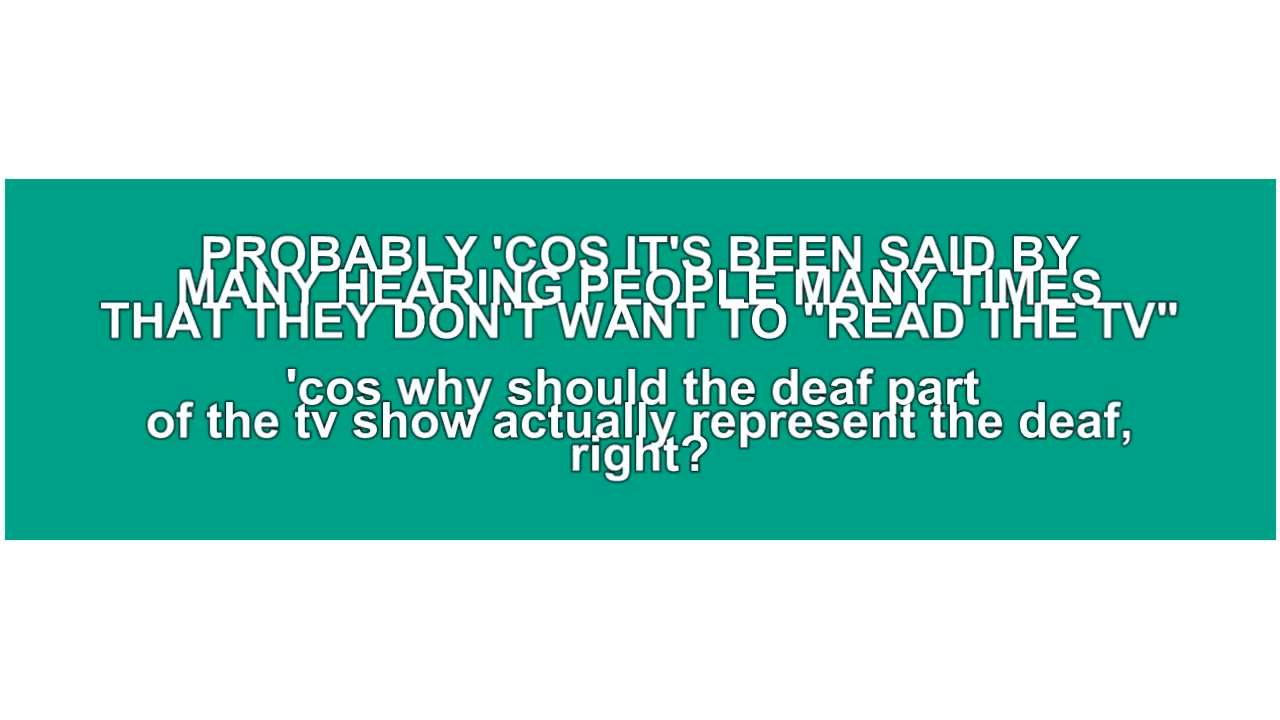 PROBABLY 'COS IT'S BEEN SAID BY
MANY HEARING PEOPLE MANY TIMES
THAT THEY DON'T WANT TO "READ THE TV"
'cos why should the deaf part
of the tv show actually represent the deaf,
right?